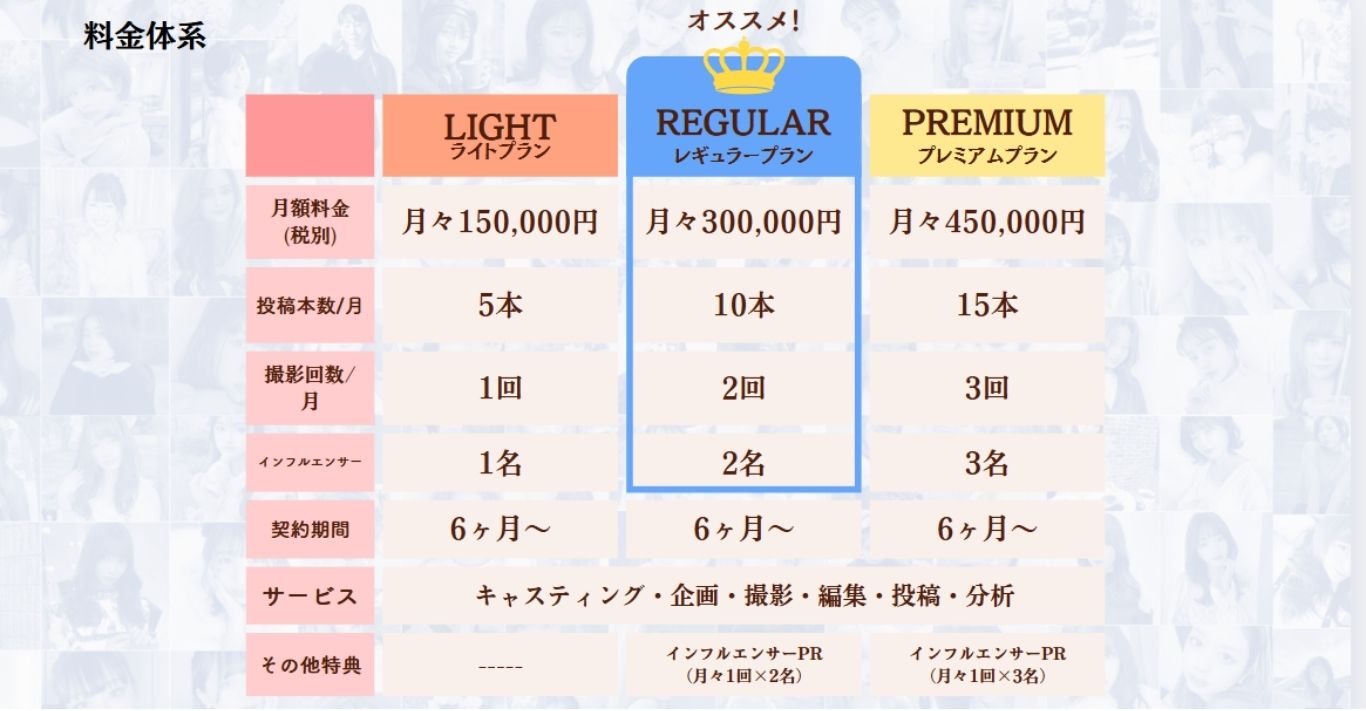 料金体系
オススメ!
LIGHT
ライトプラン
REGULAR
レギュラープラン
PREMIUM
プレミアムプラン
月額料金
(税別)
月々150,000円
月々300,000円
月々450,000円
投稿本数/月
5本
10本
15本
撮影回数/
月
1回
2回
3回
インフルエンサー
1名
2名
3名
契約期間
6ヶ月〜
6ヶ月〜
6ヶ月〜
サービス
キャスティング・企画・撮影・編集・投稿・分析
その他特典
-----
インフルエンサーPR
（月々1回×2名）
インフルエンサーPR
（月々1回×3名）